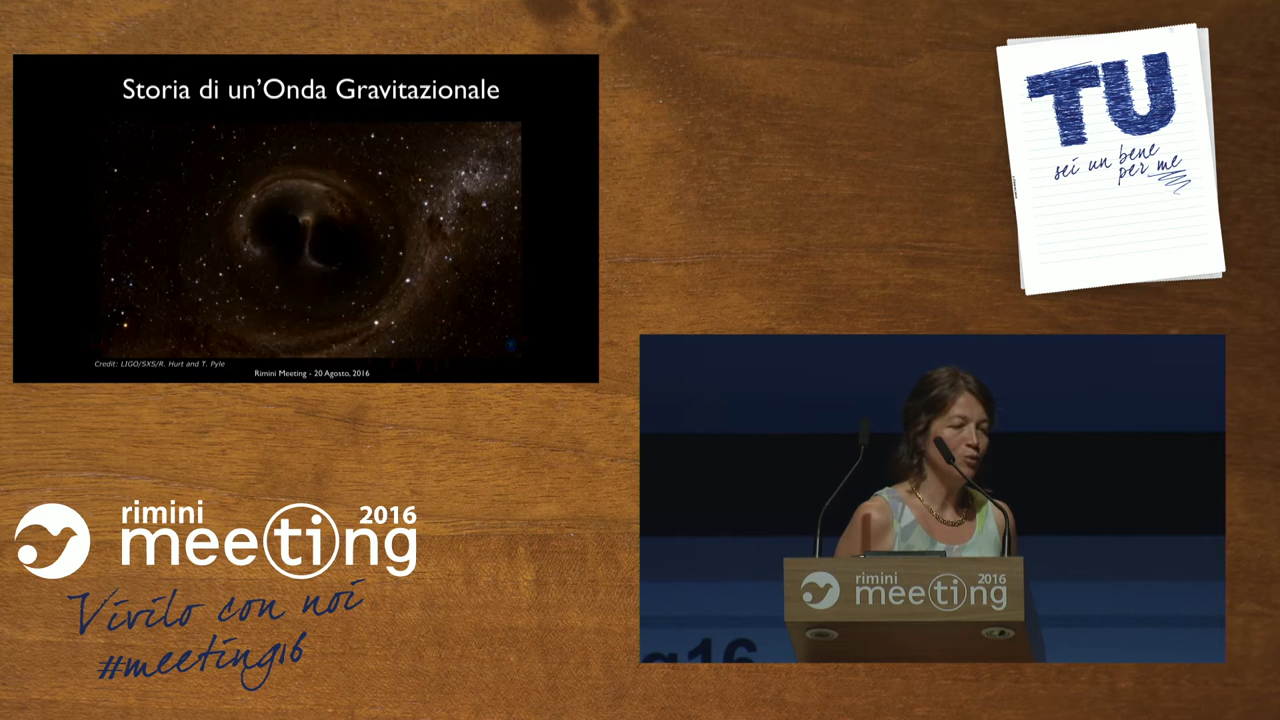 Storia di un'Onda Gravitazionale
Credit: LIGO/SXS/R. Hurt and T. Pyle
Rimini Meeting - 20 Agosto, 2016
TU
sei un bene
per me
rimini 2016
meeting
Vivilo con noi
#meeting16
rimini 2016
meeting
g16